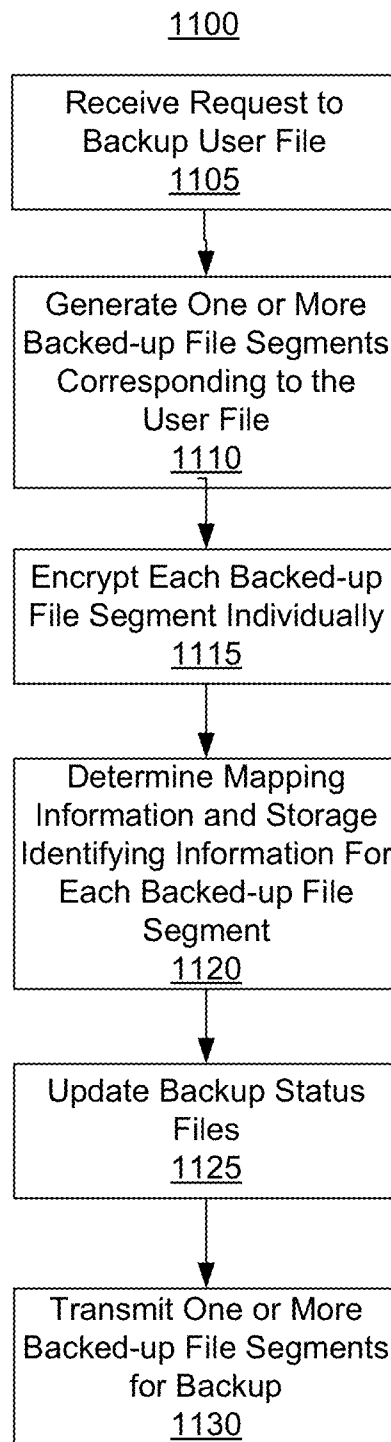 1100
Receive Request to
Backup User File
1105
Generate One or More
Backed-up File Segments
Corresponding to the
User File
1110
Encrypt Each Backed-up
File Segment Individually
1115
Determine Mapping
Information and Storage
Identifying Information For
Each Backed-up File
Segment
1120
Update Backup Status
Files
1125
Transmit One or More
Backed-up File Segments
for Backup
1130